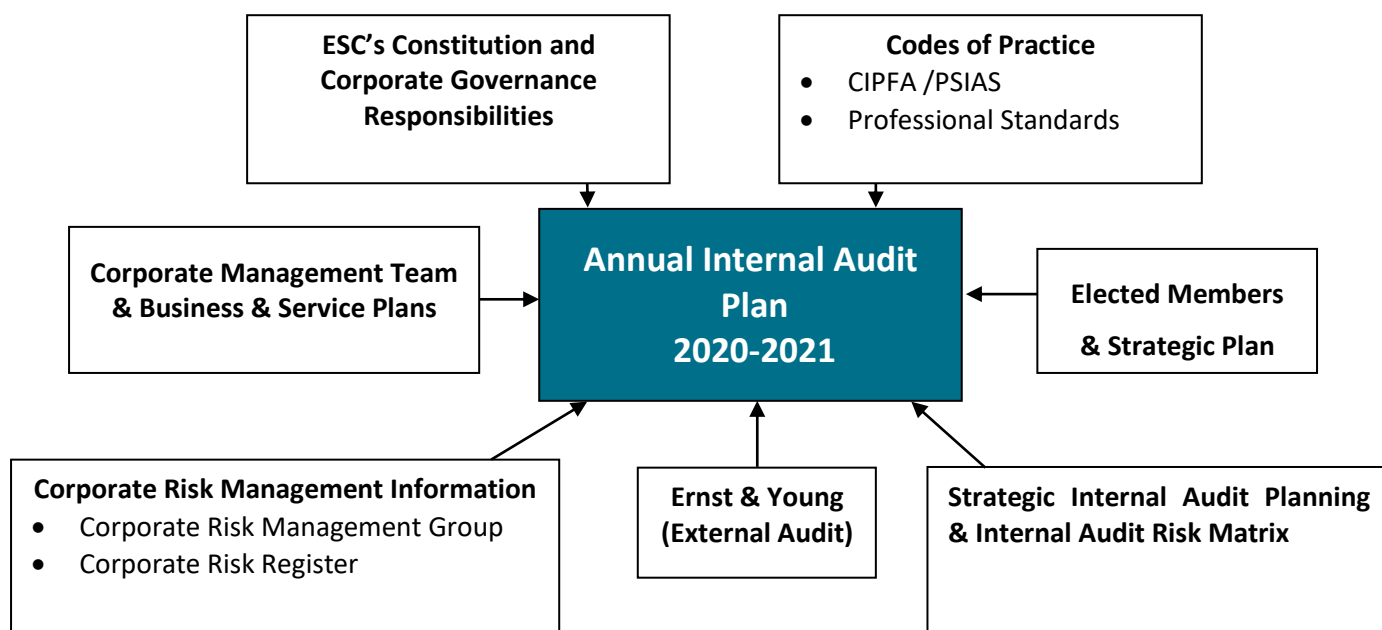 ESC’s Constitution and
Corporate Governance
Responsibilities
Codes of Practice
• CIPFA /PSIAS
• Professional Standards
Corporate Management Team
& Business & Service Plans
Annual Internal Audit
Plan
2020-2021
Elected Members
& Strategic Plan
Corporate Risk Management Information
• Corporate Risk Management Group
• Corporate Risk Register
Ernst & Young
(External Audit)
Strategic Internal Audit Planning
& Internal Audit Risk Matrix